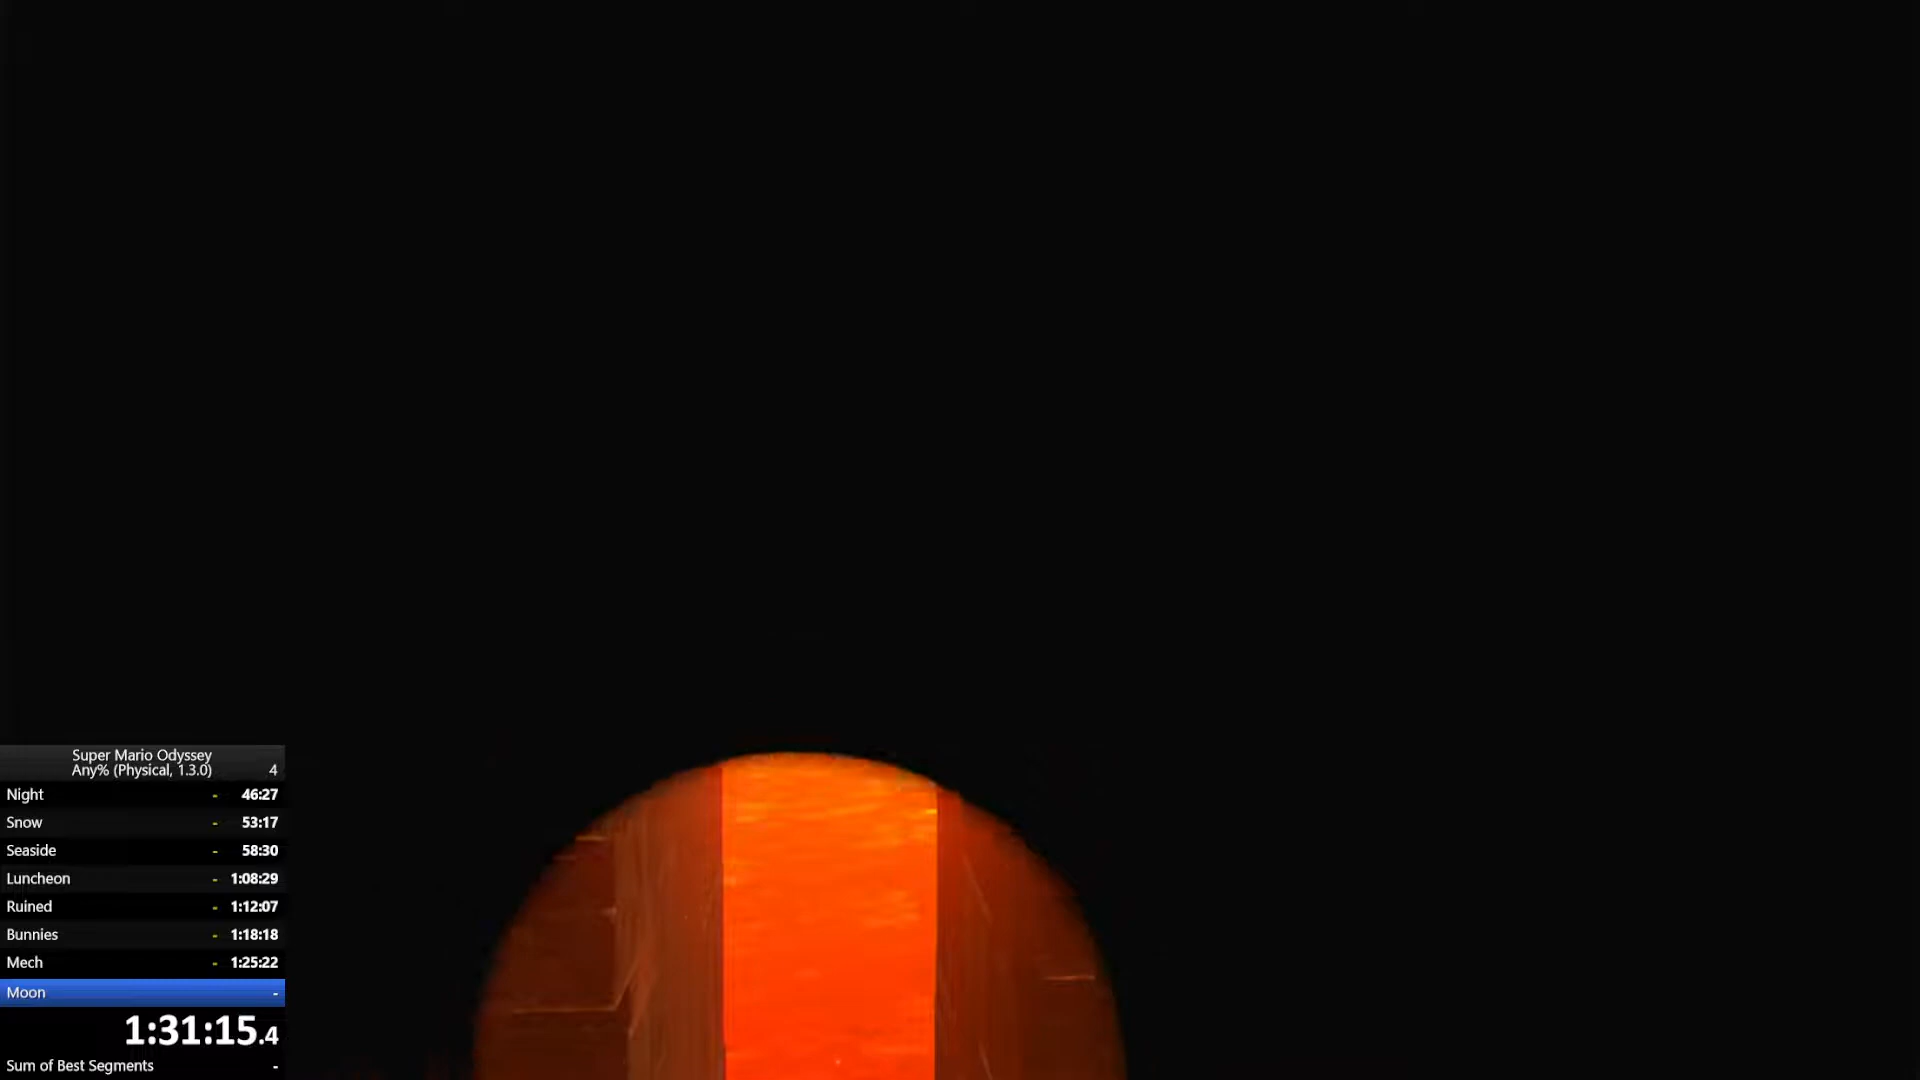 Super Mario Odyssey
Any% (Physical, 1.3.0) 4
Night - 46:27
Snow - 53:17
Seaside - 58:30
Luncheon - 1:08:29
Ruined - 1:12:07
Bunnies - 1:18:18
Mech - 1:25:22
Moon -
1:31:15.4
Sum of Best Segments -